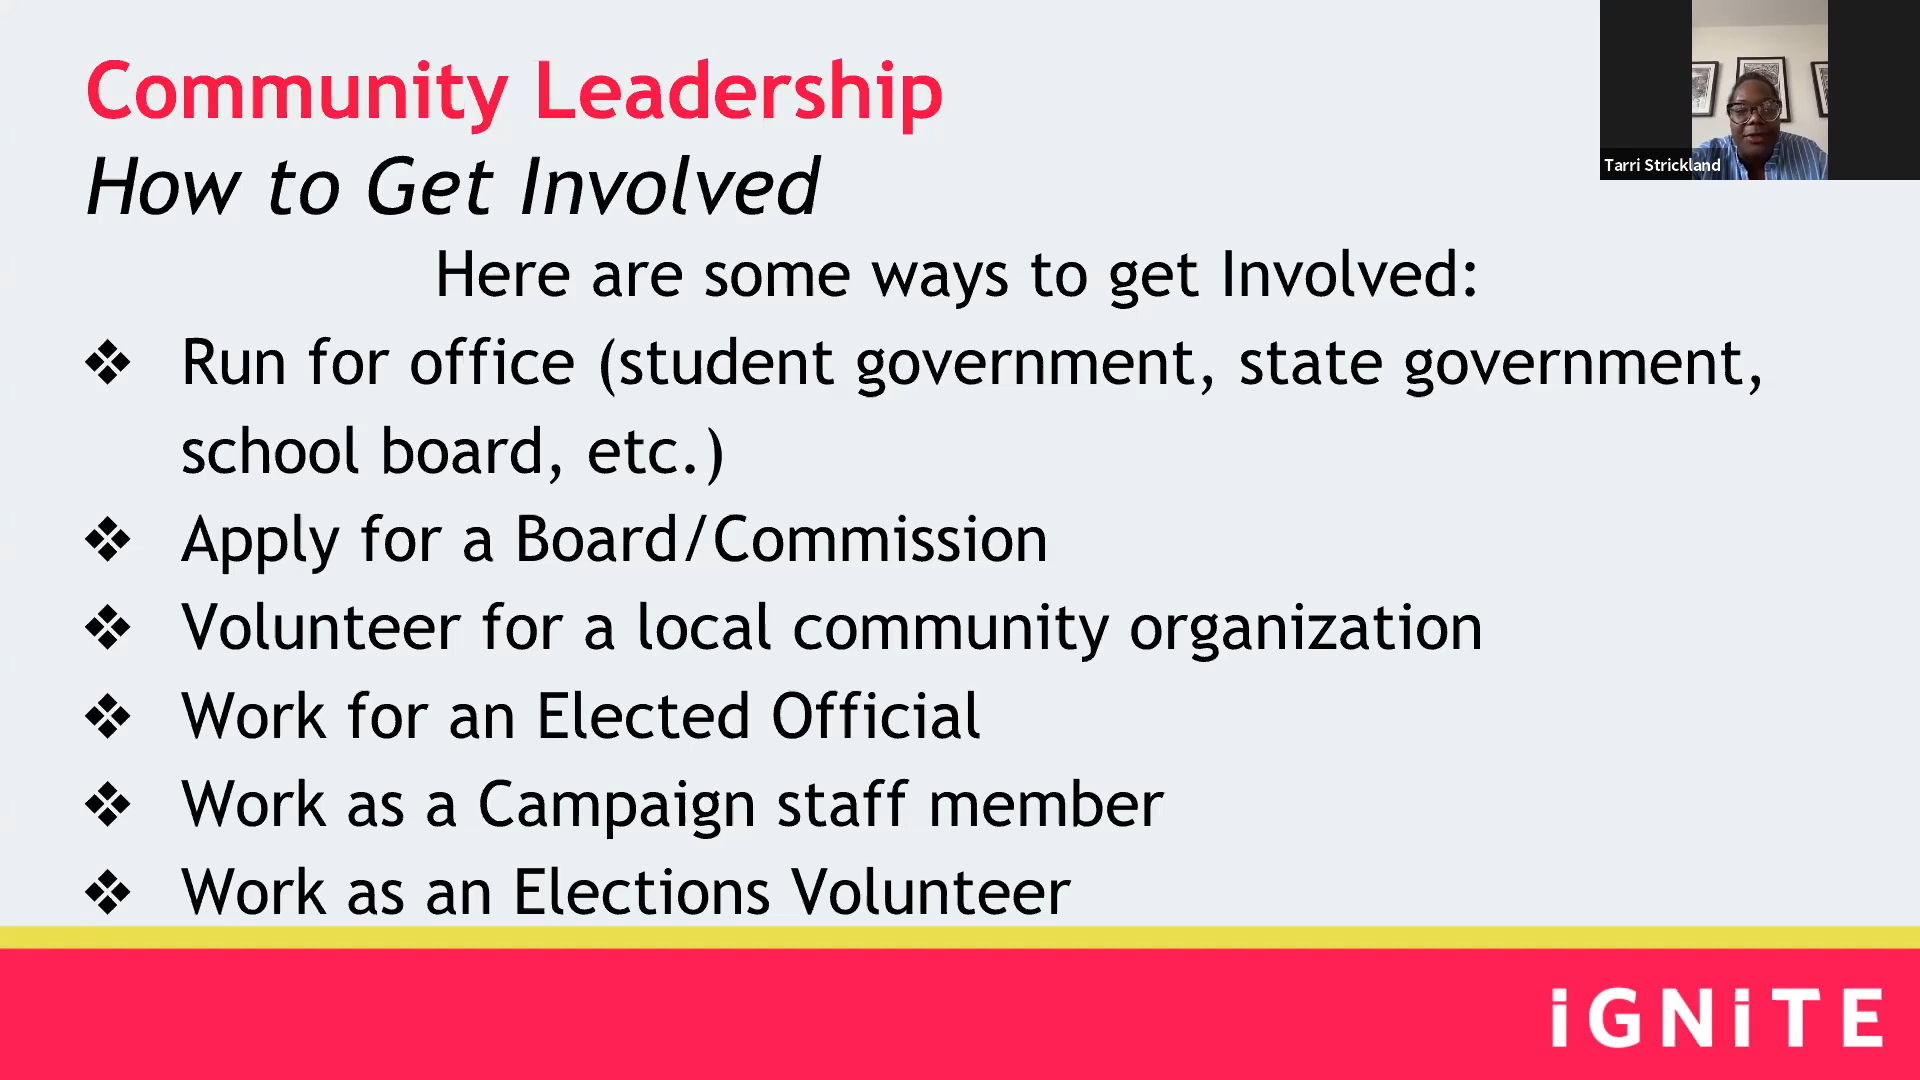 Community Leadership
How to Get Involved
Here are some ways to get Involved:
❖ Run for office (student government, state government,
school board, etc.)
❖ Apply for a Board/Commission
❖ Volunteer for a local community organization
❖ Work for an Elected Official
❖ Work as a Campaign staff member
❖ Work as an Elections Volunteer
Tarri Strickland
iGNiTE